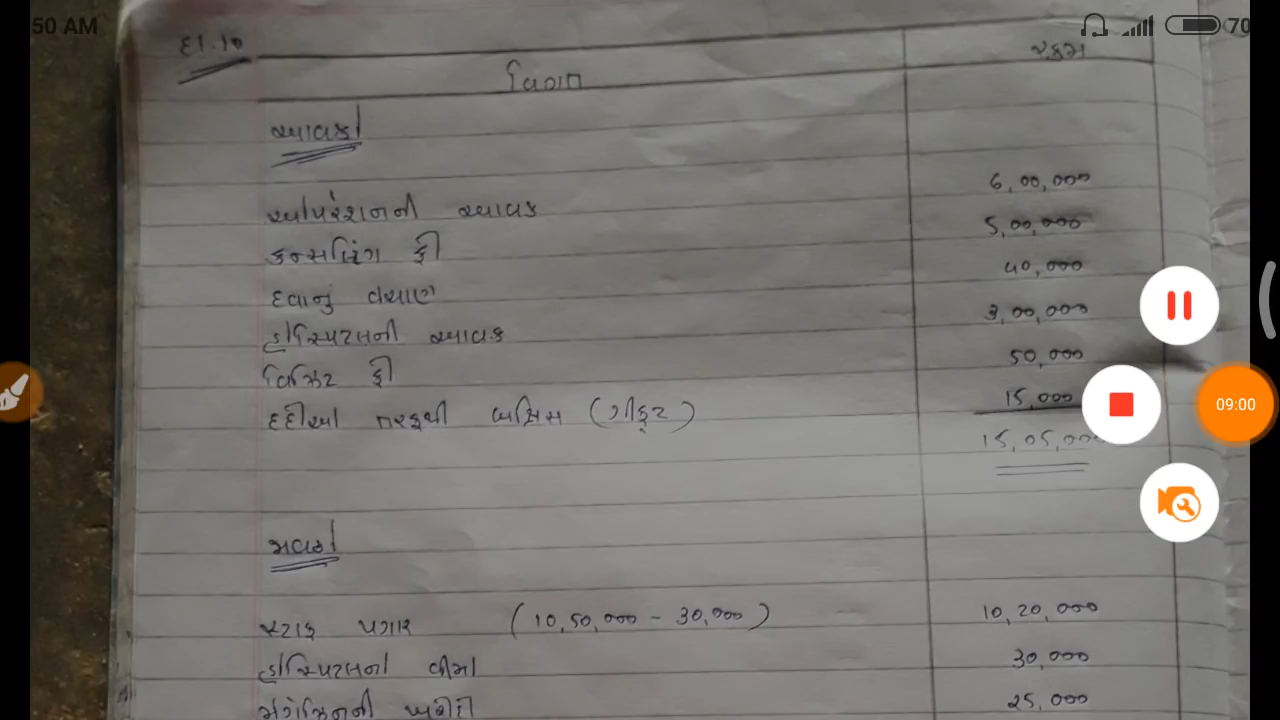 50 AM 70
દા.૧૦
વિગત રકમ
આવકો
ઓપરેશનની આવક 6,00,000
કન્સલ્ટિંગ ફી 5,00,000
દવાનું વેચાણ 40,000
હોસ્પિટલની આવક 3,00,000
વિઝિટ ફી 50,000
દર્દીઓ તરફથી બક્ષિસ (ગીફ્ટ) 15,000
15,05,000
જાવકો
સ્ટાફ પગાર (10,50,000 - 30,000) 10,20,000
હોસ્પિટલનો વીમો 30,000
મેગેઝિનની ખરીદી 25,000
09:00